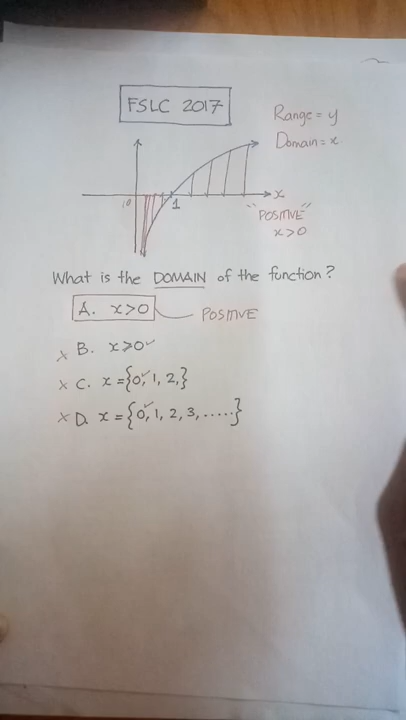 FSLC 2017
Range = y
Domain = x
x
0
1
"POSITIVE"
x>0
What is the DOMAIN of the function?
A. x>0
POSITIVE
x B. x⩾0✓
x C. x={0✓, 1, 2,}
x D. x={0✓, 1, 2, 3, .....}